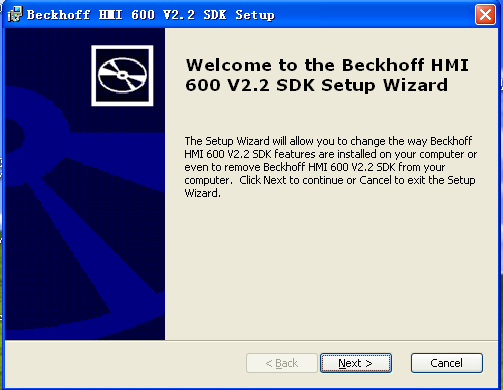 Beckhoff HMI 600 V2.2 SDK Setup
Welcome to the Beckhoff HMI
600 V2.2 SDK Setup Wizard
The Setup Wizard will allow you to change the way Beckhoff
HMI 600 V2.2 SDK features are installed on your computer or
even to remove Beckhoff HMI 600 V2.2 SDK from your
computer. Click Next to continue or Cancel to exit the Setup
Wizard.
< Back Next > Cancel